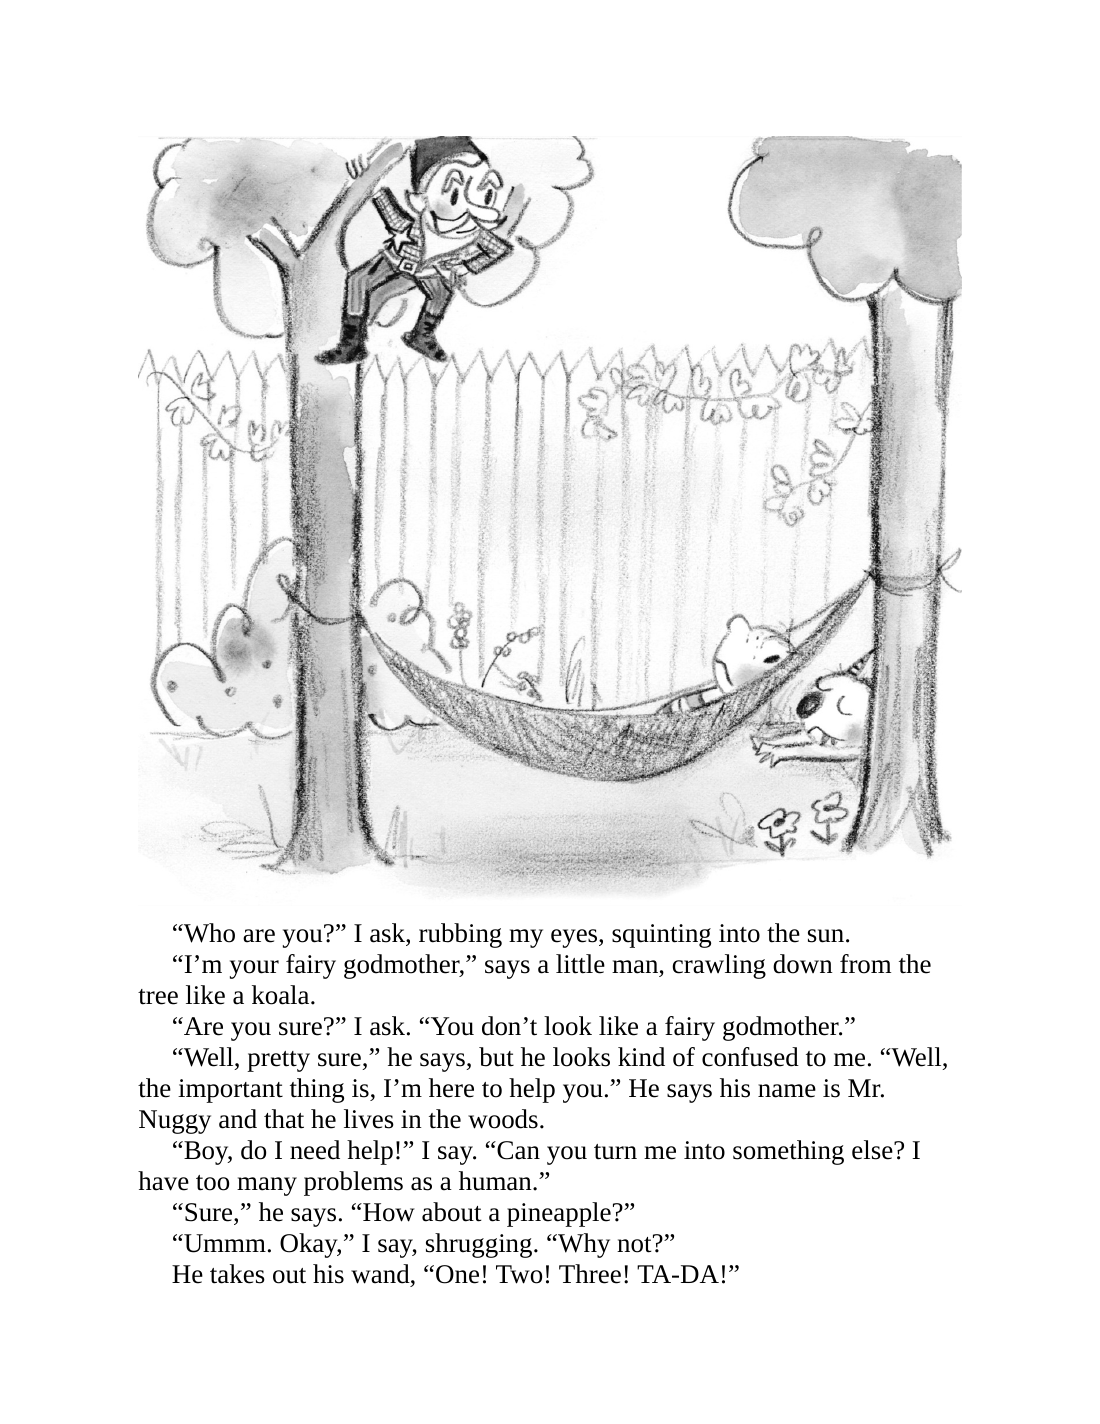 “Who are you?” I ask, rubbing my eyes, squinting into the sun.
“I’m your fairy godmother,” says a little man, crawling down from the
tree like a koala.
“Are you sure?” I ask. “You don’t look like a fairy godmother.”
“Well, pretty sure,” he says, but he looks kind of confused to me. “Well,
the important thing is, I’m here to help you.” He says his name is Mr.
Nuggy and that he lives in the woods.
“Boy, do I need help!” I say. “Can you turn me into something else? I
have too many problems as a human.”
“Sure,” he says. “How about a pineapple?”
“Ummm. Okay,” I say, shrugging. “Why not?”
He takes out his wand, “One! Two! Three! TA-DA!”